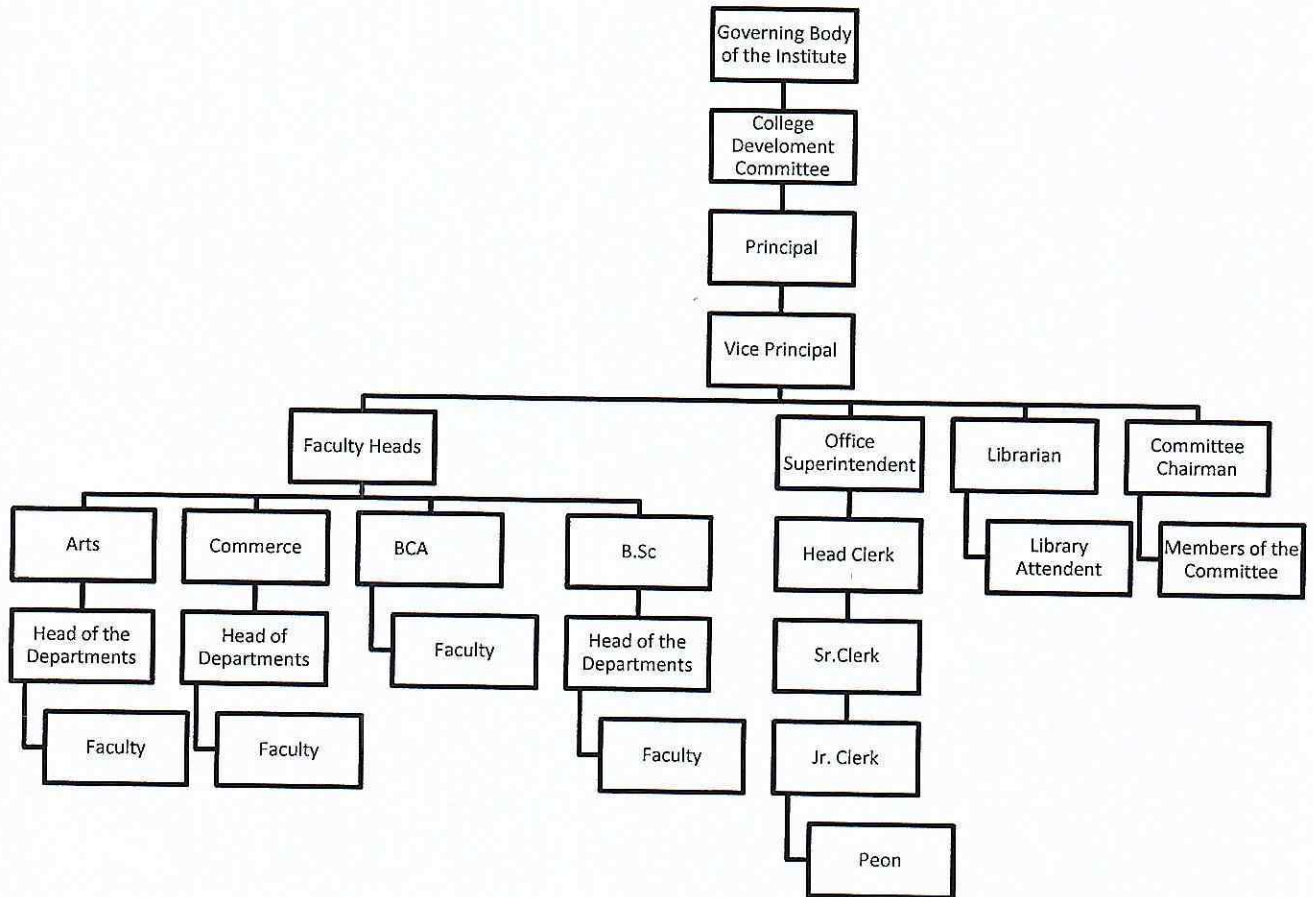 Governing Body
of the Institute
College
Develoment
Committee
Principal
Vice Principal
Faculty Heads
Office
Superintendent
Librarian
Committee
Chairman
Arts
Commerce
BCA
B.Sc
Head Clerk
Library
Attendent
Members of the
Committee
Head of the
Departments
Head of
Departments
Faculty
Head of the
Departments
Sr.Clerk
Faculty
Faculty
Faculty
Jr. Clerk
Peon